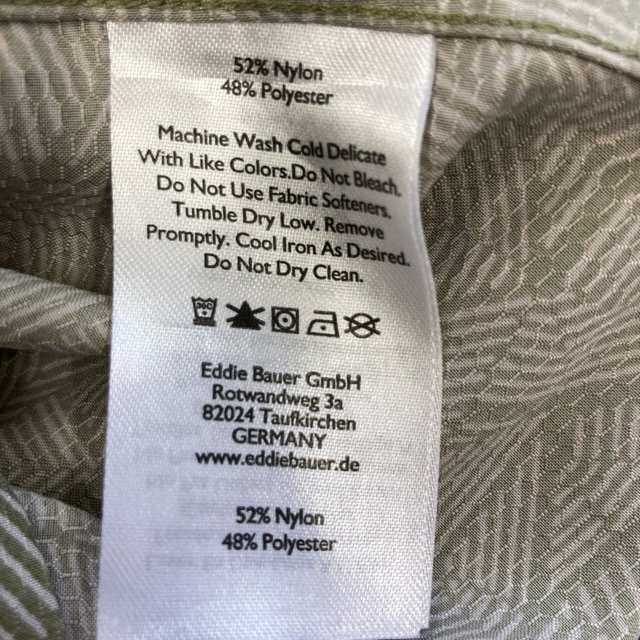 52% Nylon
48% Polyester
Machine Wash Cold Delicate
With Like Colors.Do Not Bleach.
Do Not Use Fabric Softeners.
Tumble Dry Low. Remove
Promptly. Cool Iron As Desired.
Do Not Dry Clean.
Eddie Bauer GmbH
Rotwandweg 3a
82024 Taufkirchen
GERMANY
www.eddiebauer.de
52% Nylon
48% Polyester